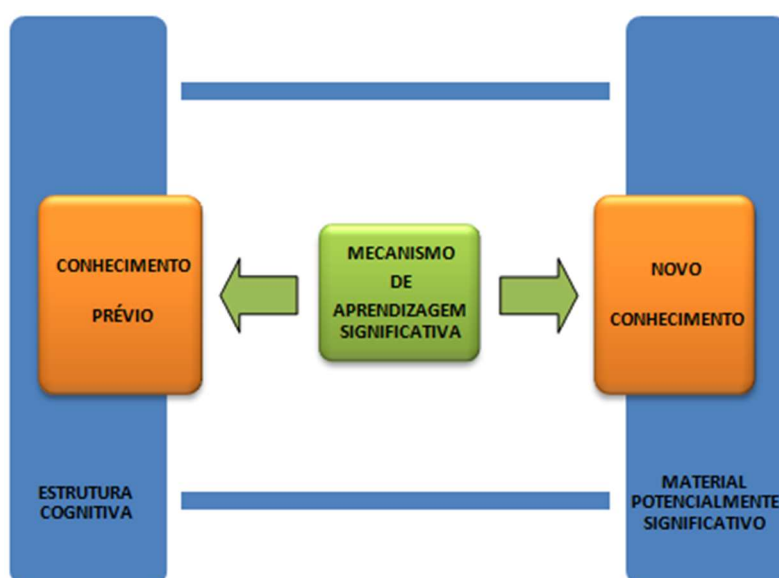 CONHECIMENTO
PRÉVIO
MECANISMO
DE
APRENDIZAGEM
SIGNIFICATIVA
NOVO
CONHECIMENTO
ESTRUTURA
COGNITIVA
MATERIAL
POTENCIALMENTE
SIGNIFICATIVO